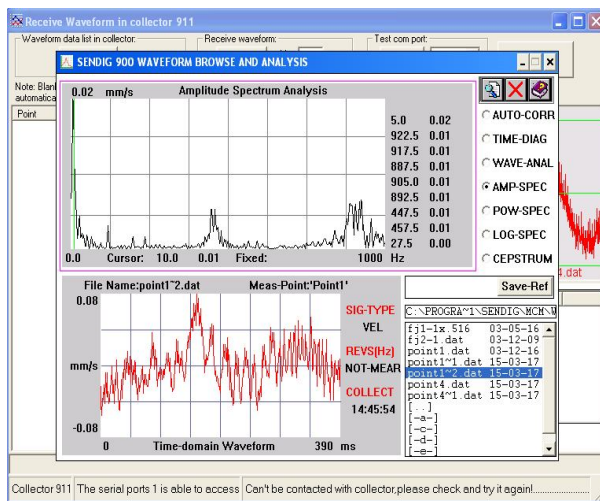 Receive Waveform in collector 911
Waveform data list in collector:
Receive waveform:
Test com port:
SENDIG 900 WAVEFORM BROWSE AND ANALYSIS
Note: Blan
automatica
Point
0.02 mm/s Amplitude Spectrum Analysis
5.0 0.02
922.5 0.01
917.5 0.01
887.5 0.01
905.0 0.01
892.5 0.01
447.5 0.01
457.5 0.01
27.5 0.00
0.0 Cursor: 10.0 0.01 Fixed: 1000 Hz
AUTO-CORR
TIME-DIAG
WAVE-ANAL
AMP-SPEC
POW-SPEC
LOG-SPEC
CEPSTRUM
4.dat
Save-Ref
File Name:point1~2.dat Meas-Point:'Point1'
0.08
mm/s
-0.08
0 Time-domain Waveform 390 ms
SIG-TYPE
VEL
REVS(Hz)
NOT-MEAR
COLLECT
14:45:54
C:\PROGRA~1\SENDIG\MCM\W
fj1-1x.516 03-05-16
fj2-1.dat 03-12-09
point1.dat 03-12-16
point1~1.dat 15-03-17
point1~2.dat 15-03-17
point4.dat 15-03-17
point4~1.dat 15-03-17
[..]
[-a-]
[-c-]
[-d-]
[-e-]
Collector 911 The serial ports 1 is able to access Can't be contacted with collector,please check and try it again!